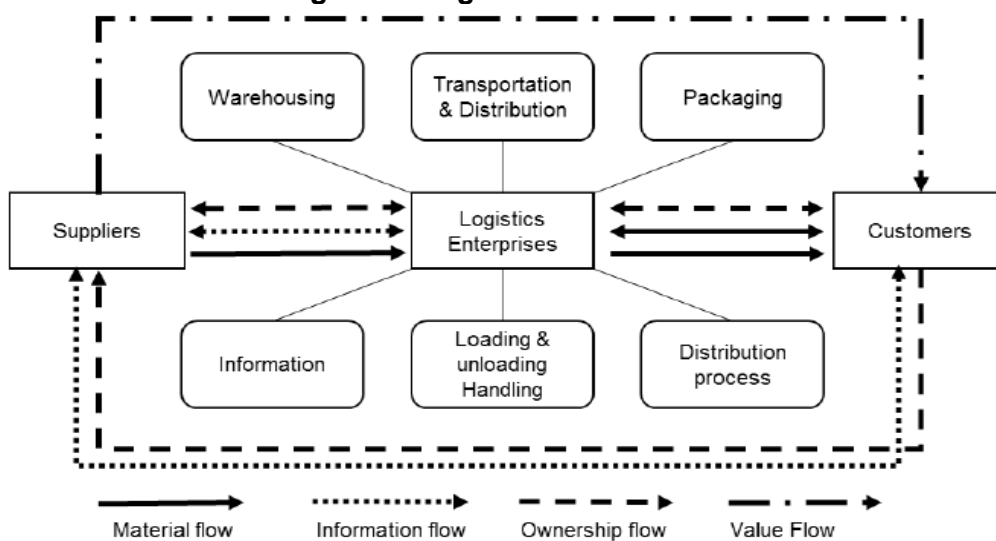 Warehousing
Transportation
& Distribution
Packaging
Suppliers
Logistics
Enterprises
Customers
Information
Loading &
unloading
Handling
Distribution
process
Material flow
Information flow
Ownership flow
Value Flow